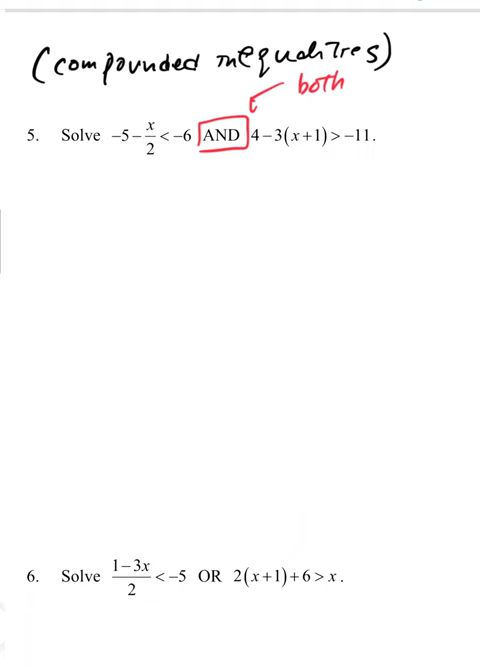 (compounded inequalities)
both
5. Solve −5 − x/2 < −6 AND 4 − 3(x + 1) > −11.
6. Solve (1 − 3x)/2 < −5 OR 2(x + 1) + 6 > x.